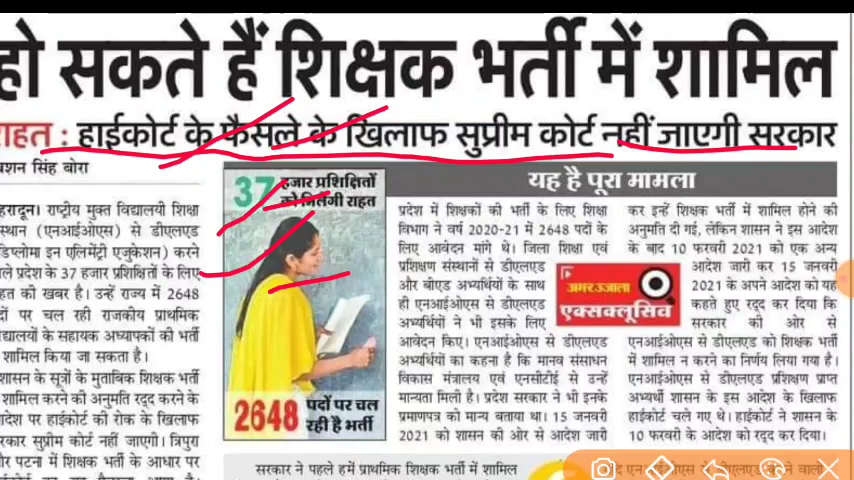 हो सकते हैं शिक्षक भर्ती में शामिल
राहत : हाईकोर्ट के फैसले के खिलाफ सुप्रीम कोर्ट नहीं जाएगी सरकार
बिशन सिंह बोरा
राष्ट्रीय मुक्त विद्यालयी शिक्षा
(एनआईओएस) से डीएलएड
इन एलिमेंट्री एजुकेशन) करने
प्रदेश के 37 हजार प्रशिक्षितों के लिए
की खबर है। उन्हें राज्य में 2648
पर चल रही राजकीय प्राथमिक
के सहायक अध्यापकों की भर्ती
शामिल किया जा सकता है।
के सूत्रों के मुताबिक शिक्षक भर्ती
शामिल करने की अनुमति रद्द करने के
पर हाईकोर्ट की रोक के खिलाफ
सुप्रीम कोर्ट नहीं जाएगी। त्रिपुरा
पटना में शिक्षक भर्ती के आधार पर
37 हजार प्रशिक्षितों
को मिलेगी राहत
2648 पदों पर चल
रही है भर्ती
यह है पूरा मामला
प्रदेश में शिक्षकों की भर्ती के लिए शिक्षा
विभाग ने वर्ष 2020-21 में 2648 पदों के
लिए आवेदन मांगे थे। जिला शिक्षा एवं
प्रशिक्षण संस्थानों से डीएलएड
और बीएड अभ्यर्थियों के साथ
ही एनआईओएस से डीएलएड
अभ्यर्थियों ने भी इसके लिए
आवेदन किए। एनआईओएस से डीएलएड
अभ्यर्थियों का कहना है कि मानव संसाधन
विकास मंत्रालय एवं एनसीटीई से उन्हें
मान्यता मिली है। प्रदेश सरकार ने भी इनके
प्रमाणपत्र को मान्य बताया था। 15 जनवरी
2021 को शासन की ओर से आदेश जारी
अमर उजाला
एक्सक्लूसिव
कर इन्हें शिक्षक भर्ती में शामिल होने की
अनुमति दी गई, लेकिन शासन ने इस आदेश
के बाद 10 फरवरी 2021 को एक अन्य
आदेश जारी कर 15 जनवरी
2021 के अपने आदेश को यह
कहते हुए रद्द कर दिया कि
सरकार की ओर से
एनआईओएस से डीएलएड को शिक्षक भर्ती
में शामिल न करने का निर्णय लिया गया है।
एनआईओएस से डीएलएड प्रशिक्षण प्राप्त
अभ्यर्थी शासन के इस आदेश के खिलाफ
हाईकोर्ट चले गए थे। हाईकोर्ट ने शासन के
10 फरवरी के आदेश को रद्द कर दिया।
सरकार ने पहले हमें प्राथमिक शिक्षक भर्ती में शामिल